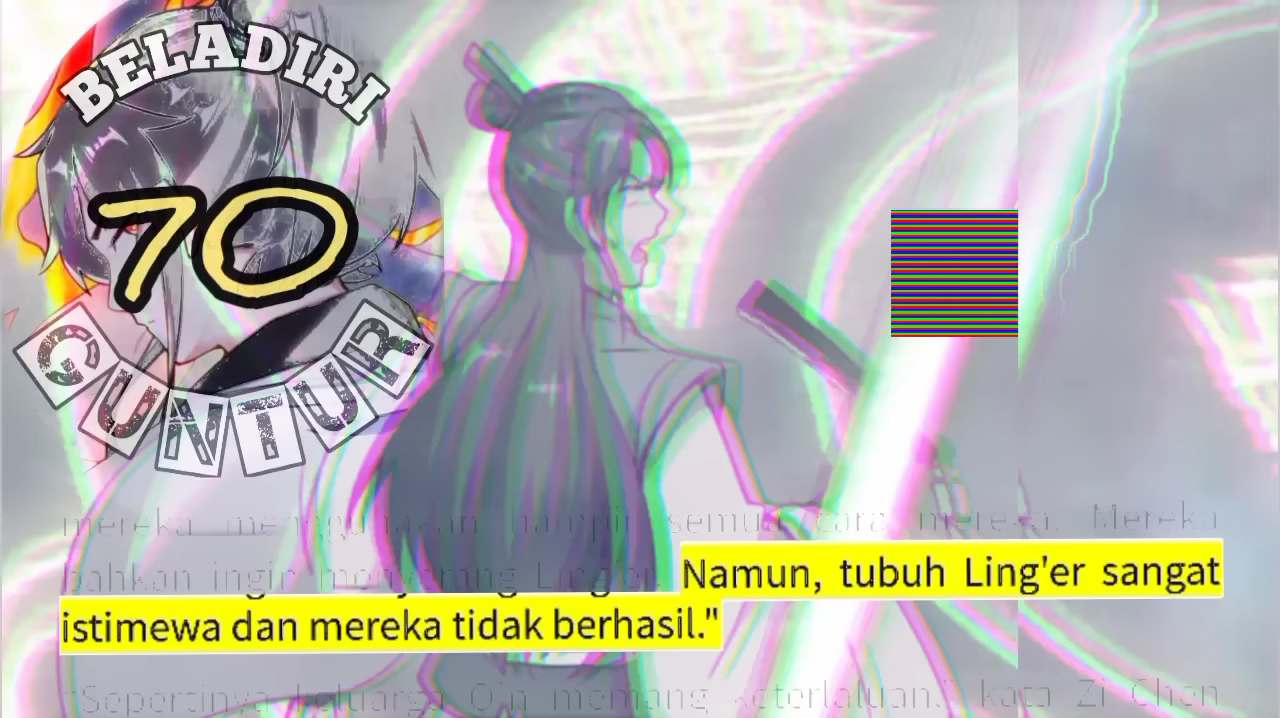 BELADIRI
70
GUNTUR
mereka menggunakan hampir semua cara mereka. Mereka
bahkan ingin menyerang Ling'er. Namun, tubuh Ling'er sangat
istimewa dan mereka tidak berhasil."
"Sepertinya keluarga Qin memang keterlaluan," kata Zi Chen